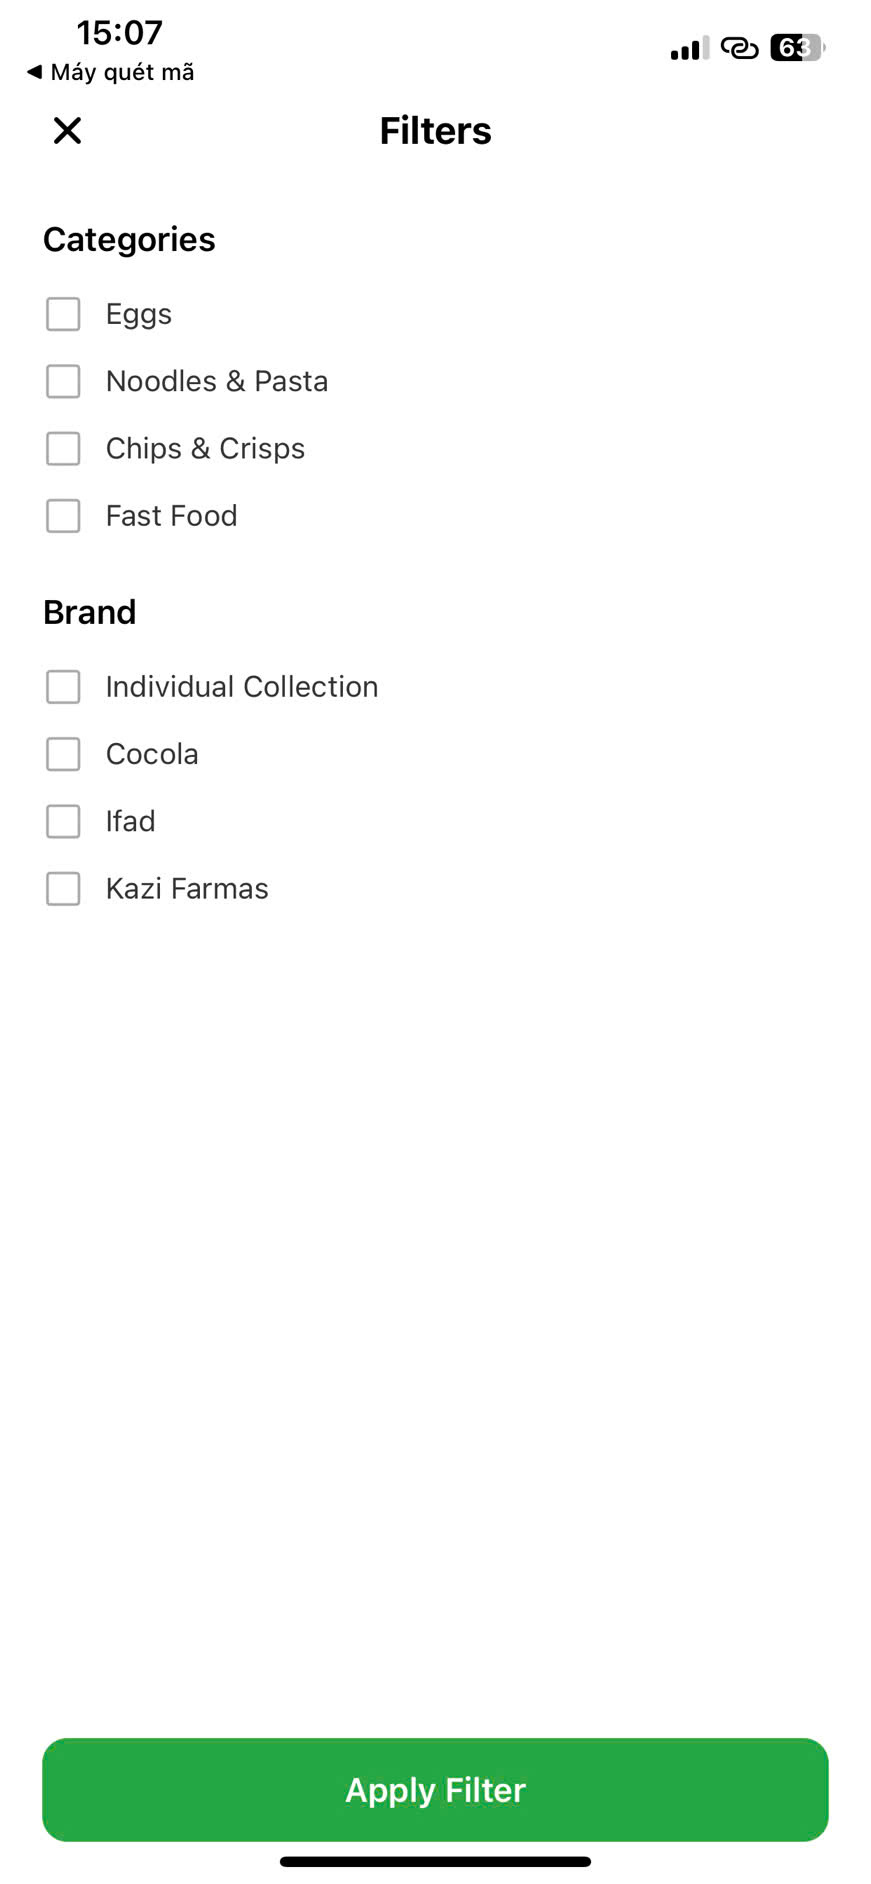 15:07
63
◀ Máy quét mã
Filters
Categories
Eggs
Noodles & Pasta
Chips & Crisps
Fast Food
Brand
Individual Collection
Cocola
Ifad
Kazi Farmas
Apply Filter